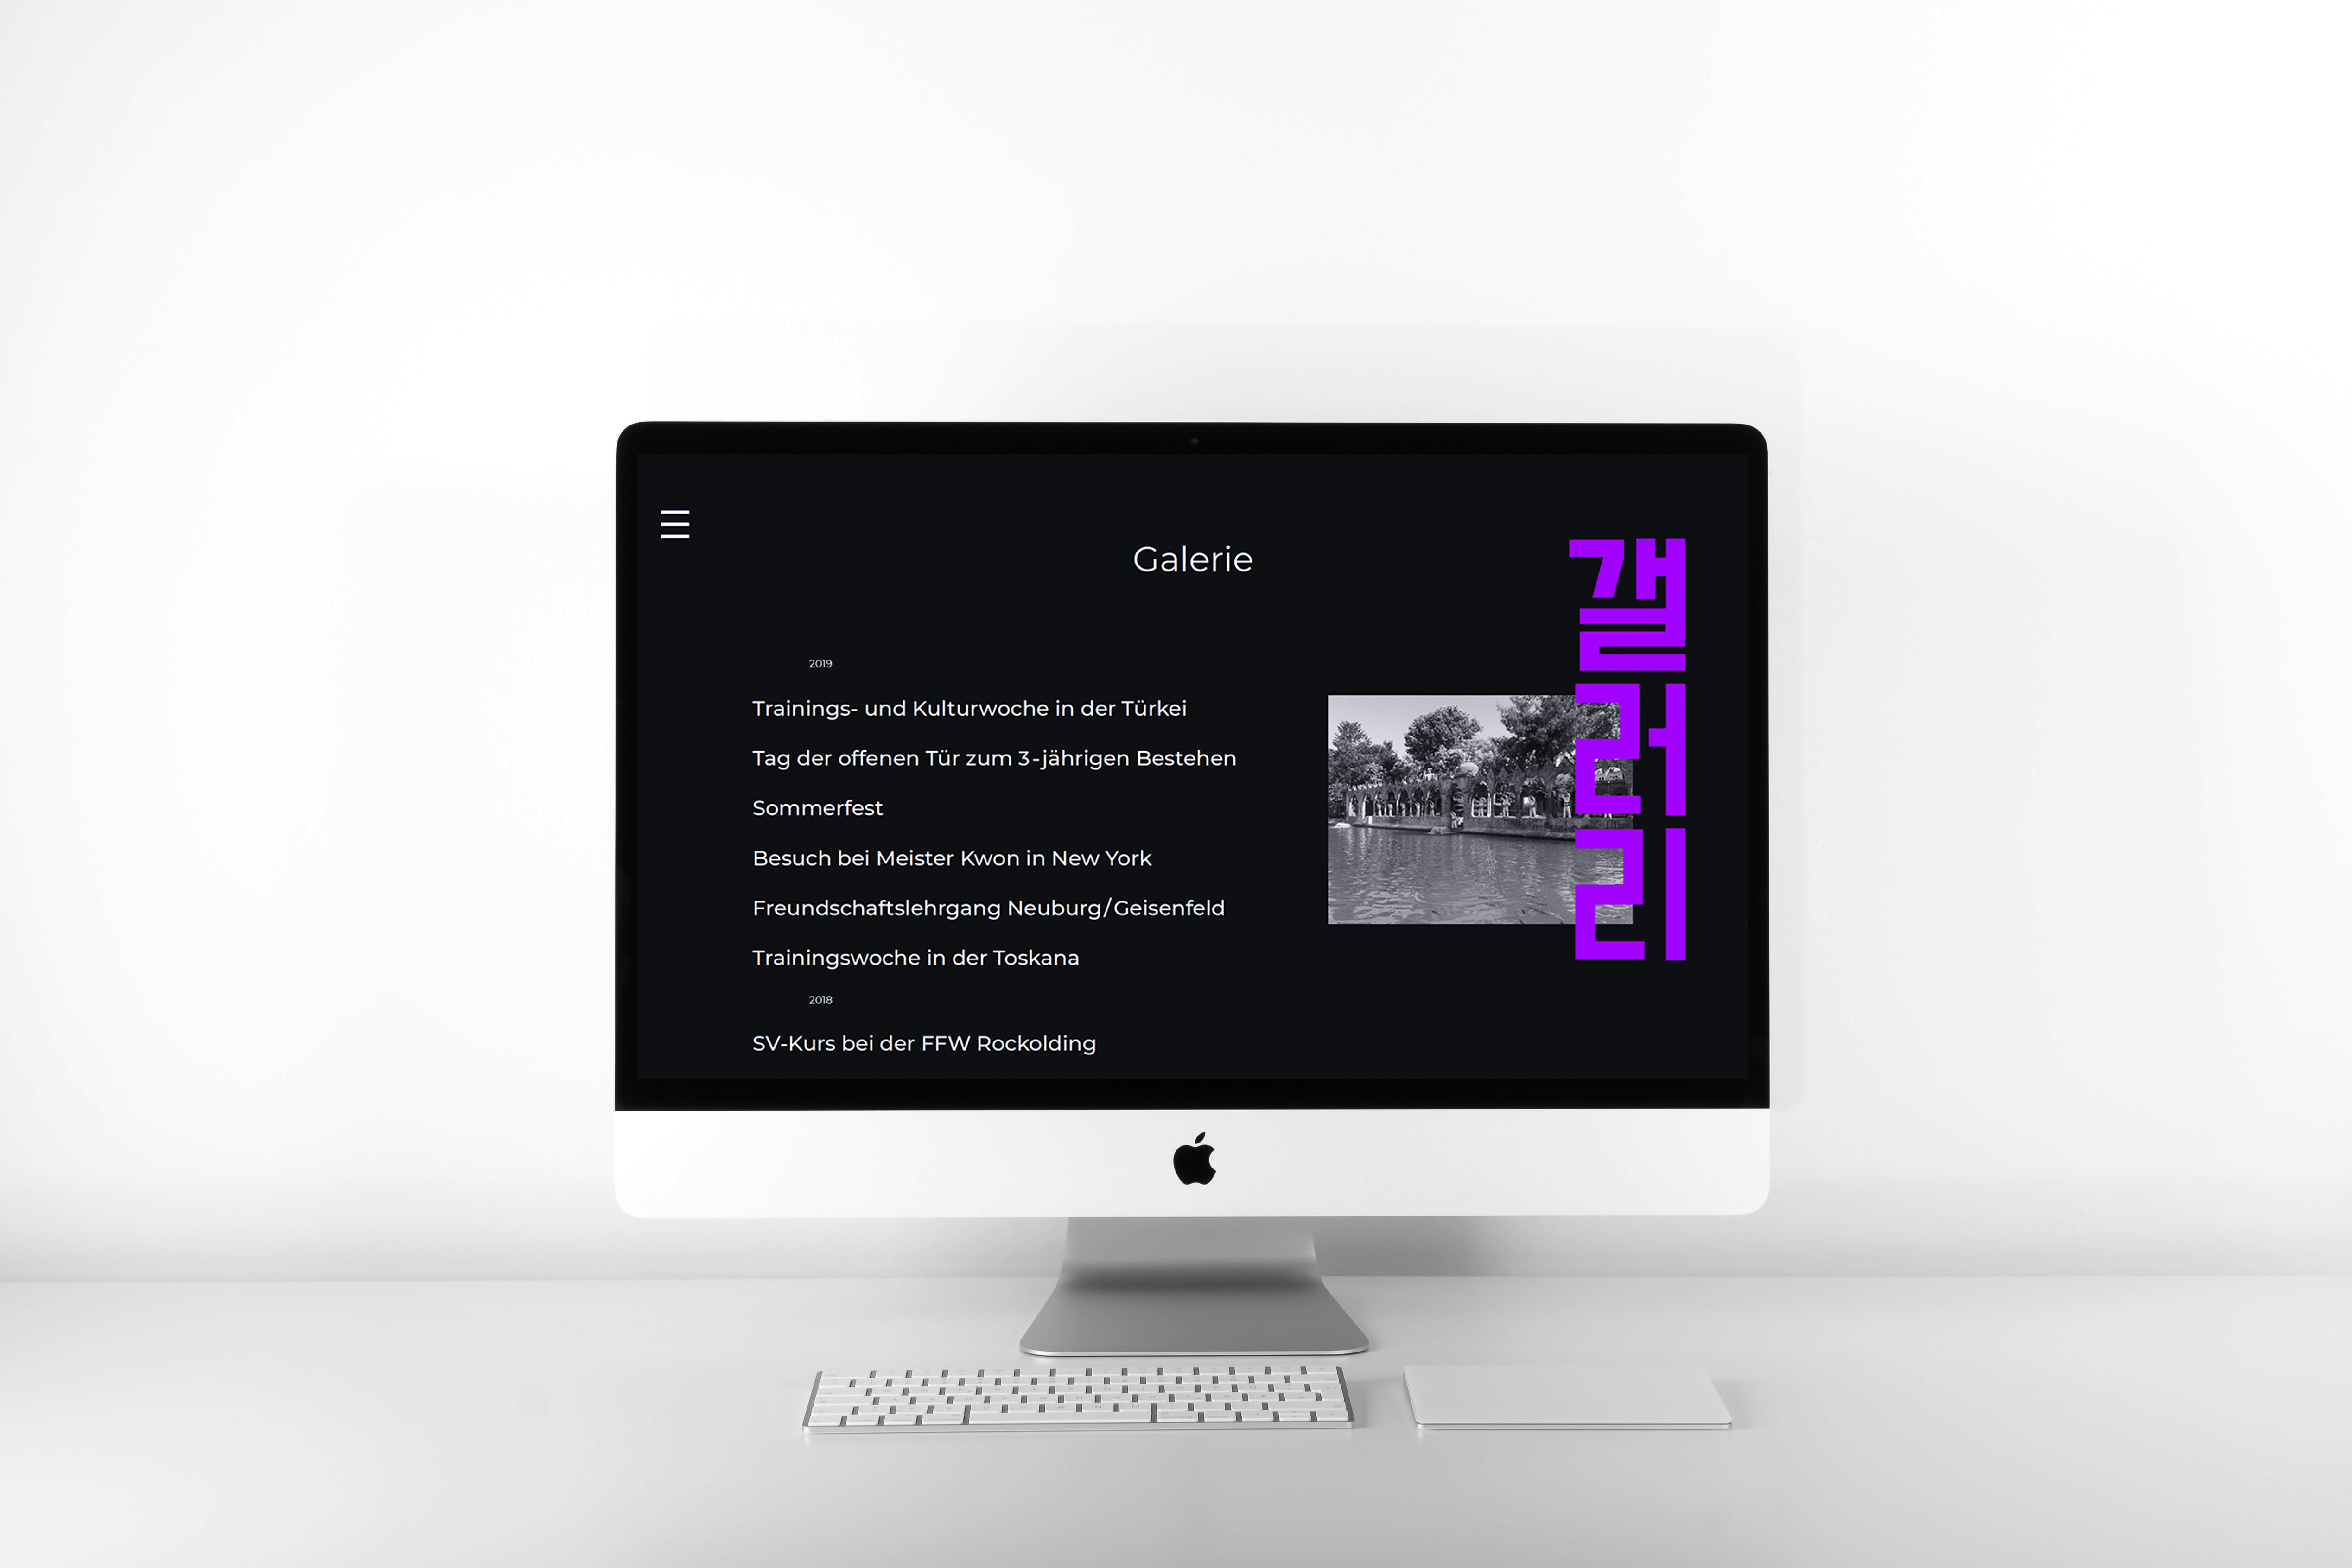 Galerie
갤러리
2019
Trainings- und Kulturwoche in der Türkei
Tag der offenen Tür zum 3-jährigen Bestehen
Sommerfest
Besuch bei Meister Kwon in New York
Freundschaftslehrgang Neuburg/Geisenfeld
Trainingswoche in der Toskana
2018
SV-Kurs bei der FFW Rockolding